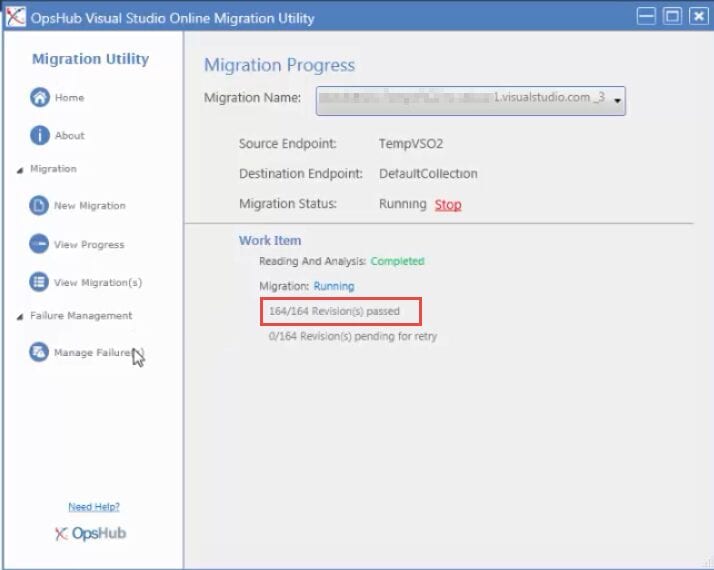 OpsHub Visual Studio Online Migration Utility
Migration Utility
Home
About
Migration
New Migration
View Progress
View Migration(s)
Failure Management
Manage Failure(s)
Need Help?
OpsHub
Migration Progress
Migration Name: 1.visualstudio.com _3
Source Endpoint: TempVSO2
Destination Endpoint: DefaultCollection
Migration Status: Running Stop
Work Item
Reading And Analysis: Completed
Migration: Running
164/164 Revision(s) passed
0/164 Revision(s) pending for retry